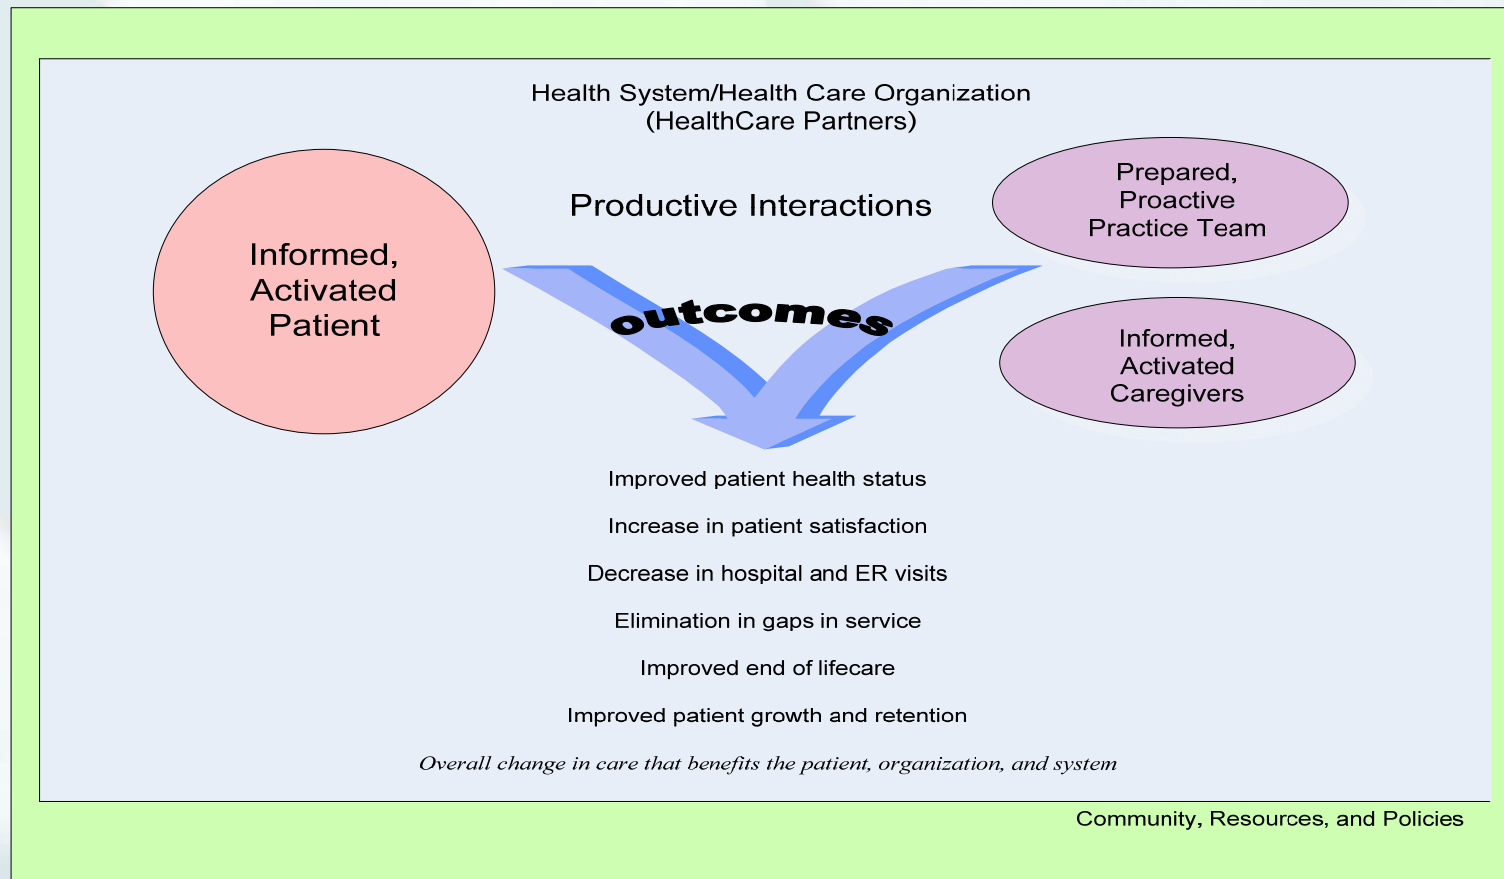 Health System/Health Care Organization
(HealthCare Partners)
Productive Interactions
Informed,
Activated
Patient
Prepared,
Proactive
Practice Team
Informed,
Activated
Caregivers
outcomes
Improved patient health status
Increase in patient satisfaction
Decrease in hospital and ER visits
Elimination in gaps in service
Improved end of lifecare
Improved patient growth and retention
Overall change in care that benefits the patient, organization, and system
Community, Resources, and Policies